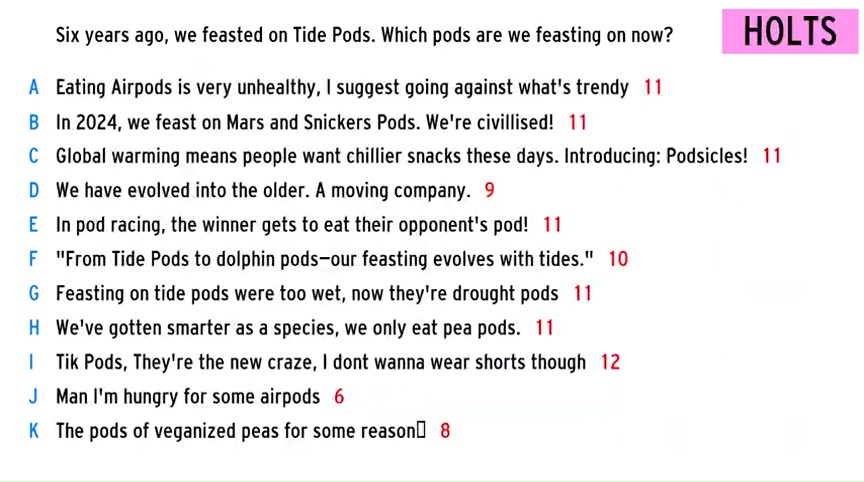 Six years ago, we feasted on Tide Pods. Which pods are we feasting on now?
HOLTS
A Eating Airpods is very unhealthy, I suggest going against what's trendy 11
B In 2024, we feast on Mars and Snickers Pods. We're civillised! 11
C Global warming means people want chillier snacks these days. Introducing: Podsicles! 11
D We have evolved into the older. A moving company. 9
E In pod racing, the winner gets to eat their opponent's pod! 11
F "From Tide Pods to dolphin pods—our feasting evolves with tides." 10
G Feasting on tide pods were too wet, now they're drought pods 11
H We've gotten smarter as a species, we only eat pea pods. 11
I Tik Pods, They're the new craze, I dont wanna wear shorts though 12
J Man I'm hungry for some airpods 6
K The pods of veganized peas for some reason▯ 8